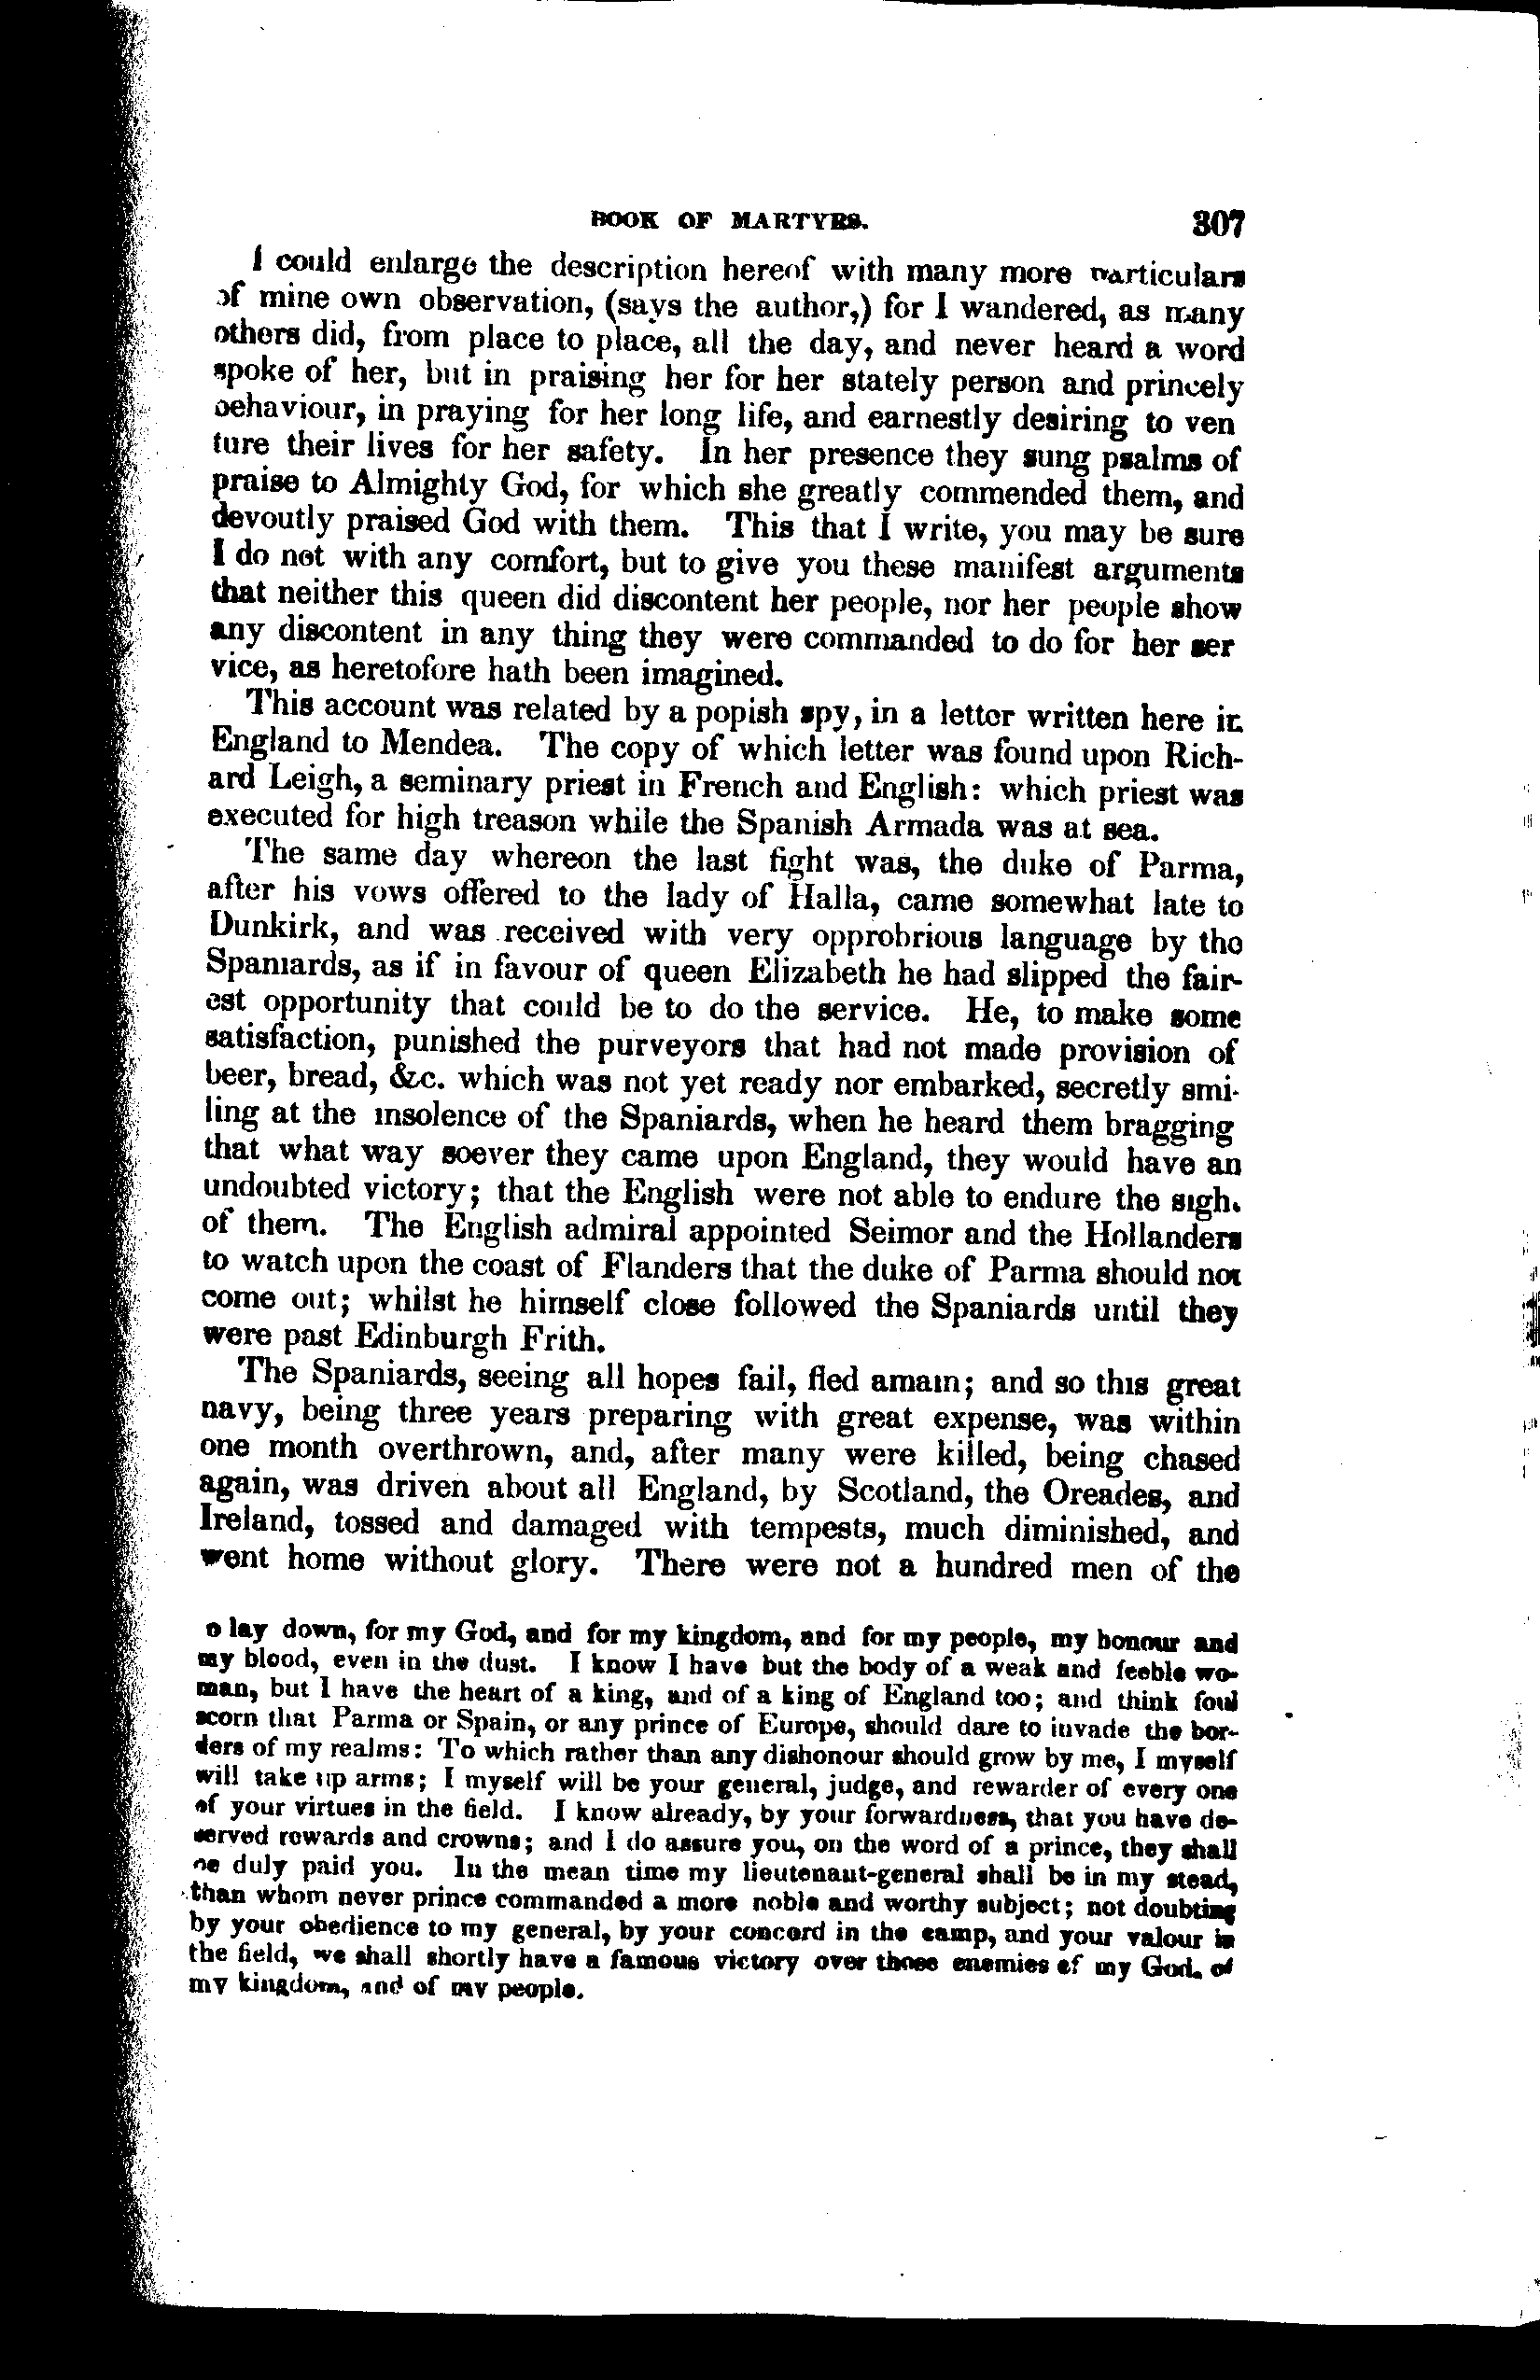 BOOK OF MARTYRS. 307
I could enlarge the description hereof with many more particulars
of mine own observation, (says the author,) for I wandered, as many
others did, from place to place, all the day, and never heard a word
spoke of her, but in praising her for her stately person and princely
behaviour, in praying for her long life, and earnestly desiring to ven
ture their lives for her safety. In her presence they sung psalms of
praise to Almighty God, for which she greatly commended them, and
devoutly praised God with them. This that I write, you may be sure
I do not with any comfort, but to give you these manifest arguments
that neither this queen did discontent her people, nor her people show
any discontent in any thing they were commanded to do for her ser
vice, as heretofore hath been imagined.
This account was related by a popish spy, in a letter written here in
England to Mendea. The copy of which letter was found upon Rich-
ard Leigh, a seminary priest in French and English: which priest was
executed for high treason while the Spanish Armada was at sea.
The same day whereon the last fight was, the duke of Parma,
after his vows offered to the lady of Halla, came somewhat late to
Dunkirk, and was received with very opprobrious language by the
Spaniards, as if in favour of queen Elizabeth he had slipped the fair-
est opportunity that could be to do the service. He, to make some
satisfaction, punished the purveyors that had not made provision of
beer, bread, &c. which was not yet ready nor embarked, secretly smi-
ling at the insolence of the Spaniards, when he heard them bragging
that what way soever they came upon England, they would have an
undoubted victory; that the English were not able to endure the sight
of them. The English admiral appointed Seimor and the Hollanders
to watch upon the coast of Flanders that the duke of Parma should not
come out; whilst he himself close followed the Spaniards until they
were past Edinburgh Frith.
The Spaniards, seeing all hopes fail, fled amain; and so this great
navy, being three years preparing with great expense, was within
one month overthrown, and, after many were killed, being chased
again, was driven about all England, by Scotland, the Oreades, and
Ireland, tossed and damaged with tempests, much diminished, and
went home without glory. There were not a hundred men of the
o lay down, for my God, and for my kingdom, and for my people, my honour and
my blood, even in the dust. I know I have but the body of a weak and feeble wo-
man, but I have the heart of a king, and of a king of England too; and think foul
scorn that Parma or Spain, or any prince of Europe, should dare to invade the bor-
ders of my realms: To which rather than any dishonour should grow by me, I myself
will take up arms; I myself will be your general, judge, and rewarder of every one
of your virtues in the field. I know already, by your forwardness, that you have de-
served rewards and crowns; and I do assure you, on the word of a prince, they shall
be duly paid you. In the mean time my lieutenant-general shall be in my stead,
than whom never prince commanded a more noble and worthy subject; not doubting
by your obedience to my general, by your concord in the camp, and your valour in
the field, we shall shortly have a famous victory over those enemies of my God, of
my kingdom, and of my people.